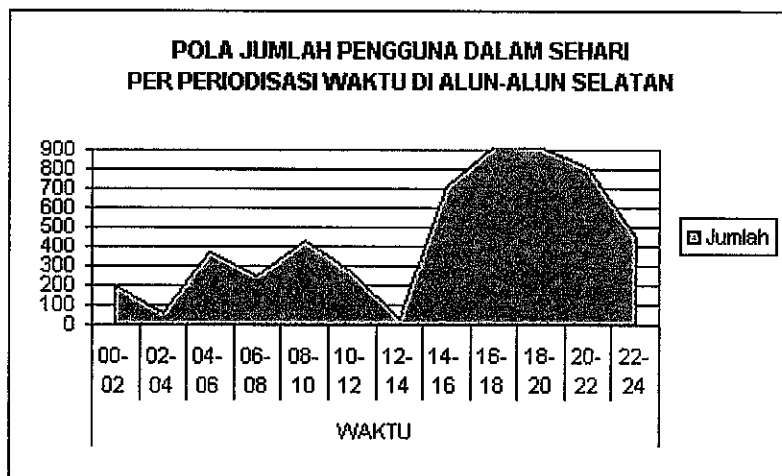 POLA JUMLAH PENGGUNA DALAM SEHARI
PER PERIODISASI WAKTU DI ALUN-ALUN SELATAN
900
800
700
600
500
400
300
200
100
0
Jumlah
00-02 02-04 04-06 06-08 08-10 10-12 12-14 14-16 16-18 18-20 20-22 22-24
WAKTU